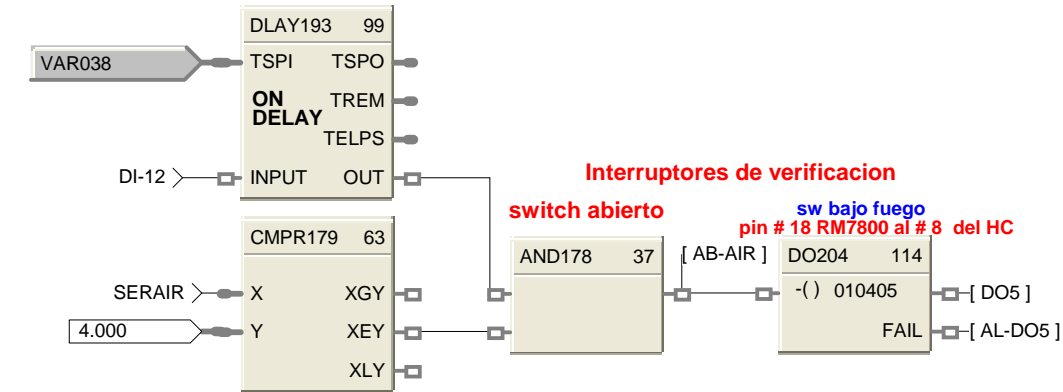 DLAY193 99
VAR038
TSPI TSPO
ON DELAY
TREM
TELPS
DI-12
INPUT OUT
Interruptores de verificacion
switch abierto
sw bajo fuego
pin # 18 RM7800 al # 8 del HC
CMPR179 63
AND178 37
[ AB-AIR ]
DO204 114
SERAIR
X XGY
-( ) 010405
[ DO5 ]
4.000
Y XEY
FAIL
[ AL-DO5 ]
XLY